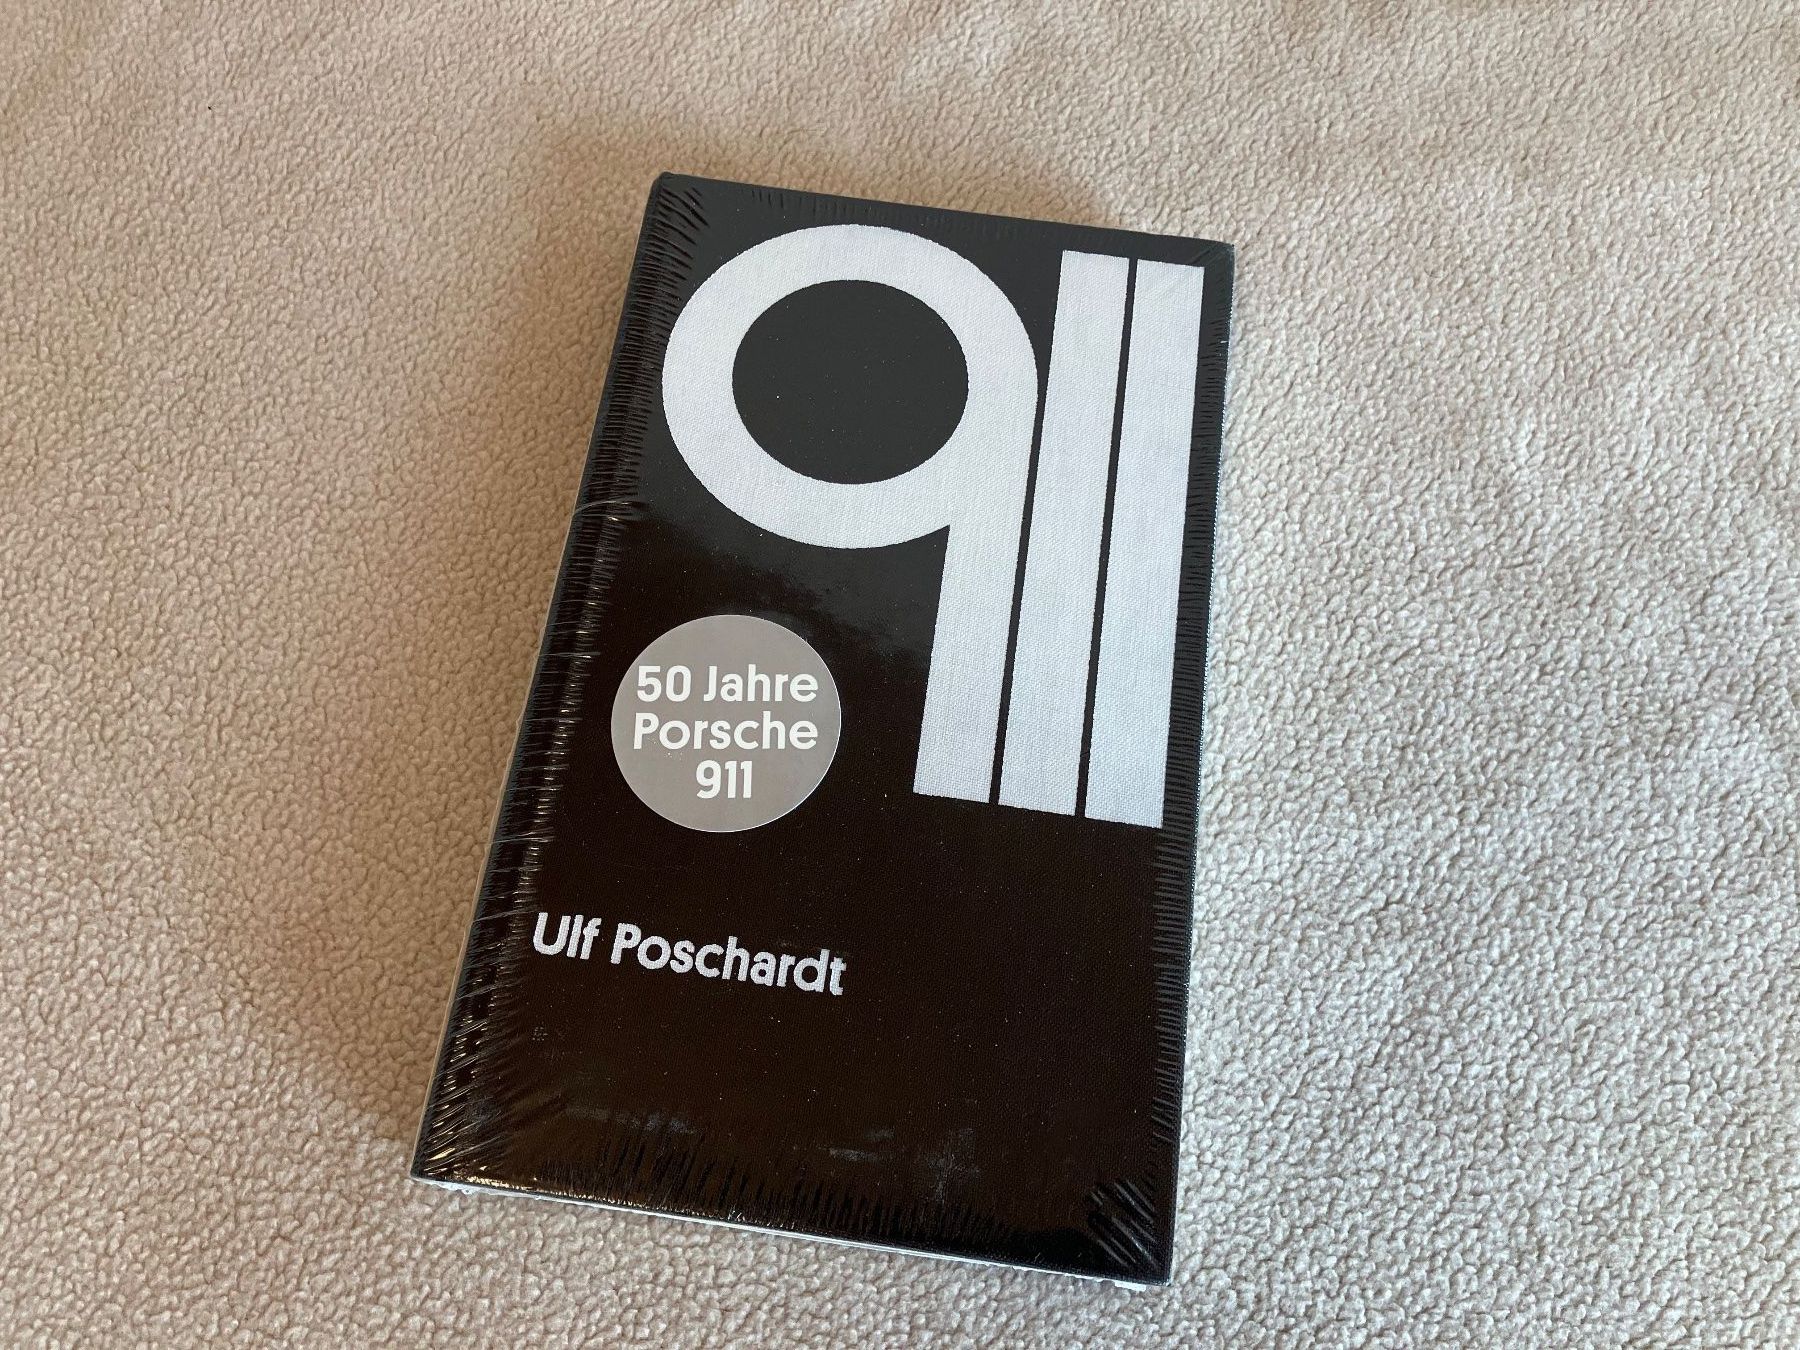 911
50 Jahre
Porsche
911
Ulf Poschardt